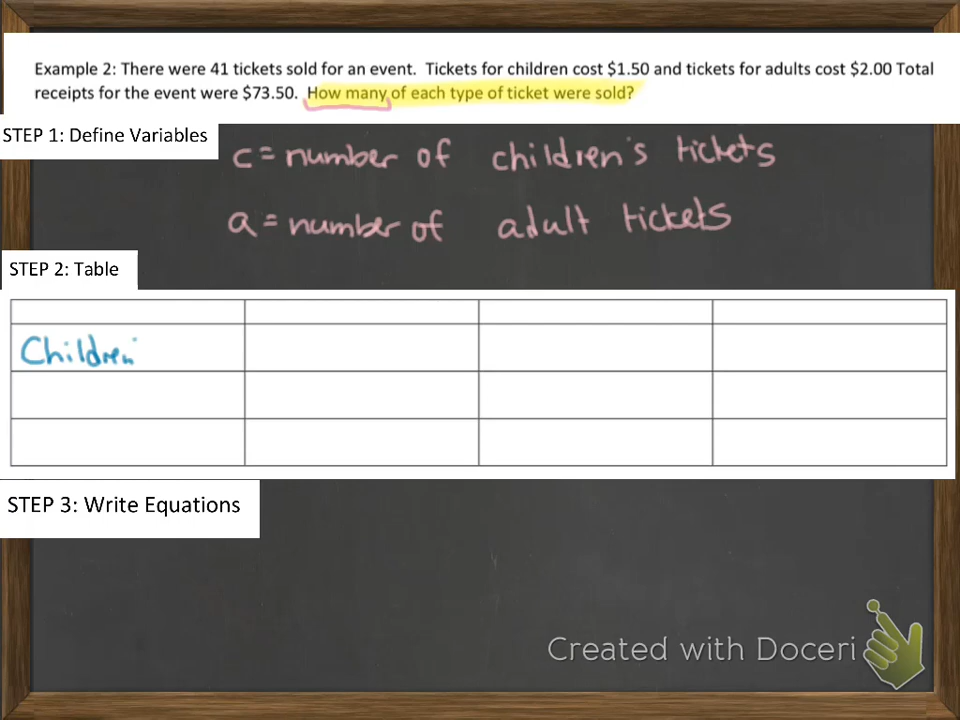 Example 2: There were 41 tickets sold for an event. Tickets for children cost $1.50 and tickets for adults cost $2.00 Total
receipts for the event were $73.50. How many of each type of ticket were sold?
STEP 1: Define Variables
c = number of children's tickets
a = number of adult tickets
STEP 2: Table
Children
STEP 3: Write Equations
Created with Doceri